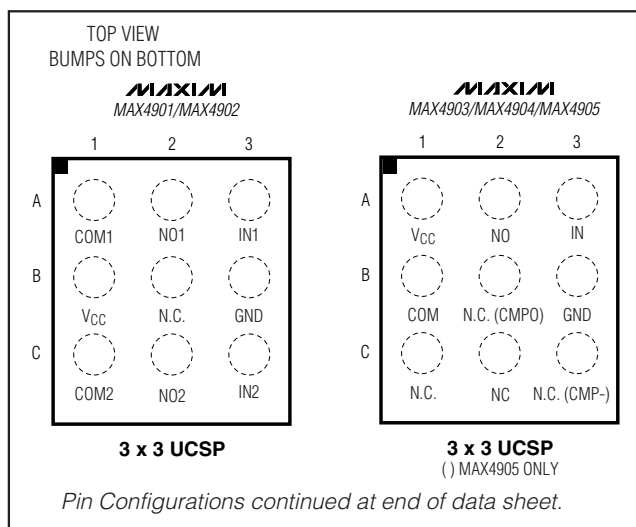 TOP VIEW
BUMPS ON BOTTOM
MAXIM
MAX4901/MAX4902
1 2 3
A
COM1 NO1 IN1
B
VCC N.C. GND
C
COM2 NO2 IN2
3 x 3 UCSP
MAXIM
MAX4903/MAX4904/MAX4905
1 2 3
A
VCC NO IN
B
COM N.C. (CMPO) GND
C
N.C. NC N.C. (CMP-)
3 x 3 UCSP
( ) MAX4905 ONLY
Pin Configurations continued at end of data sheet.